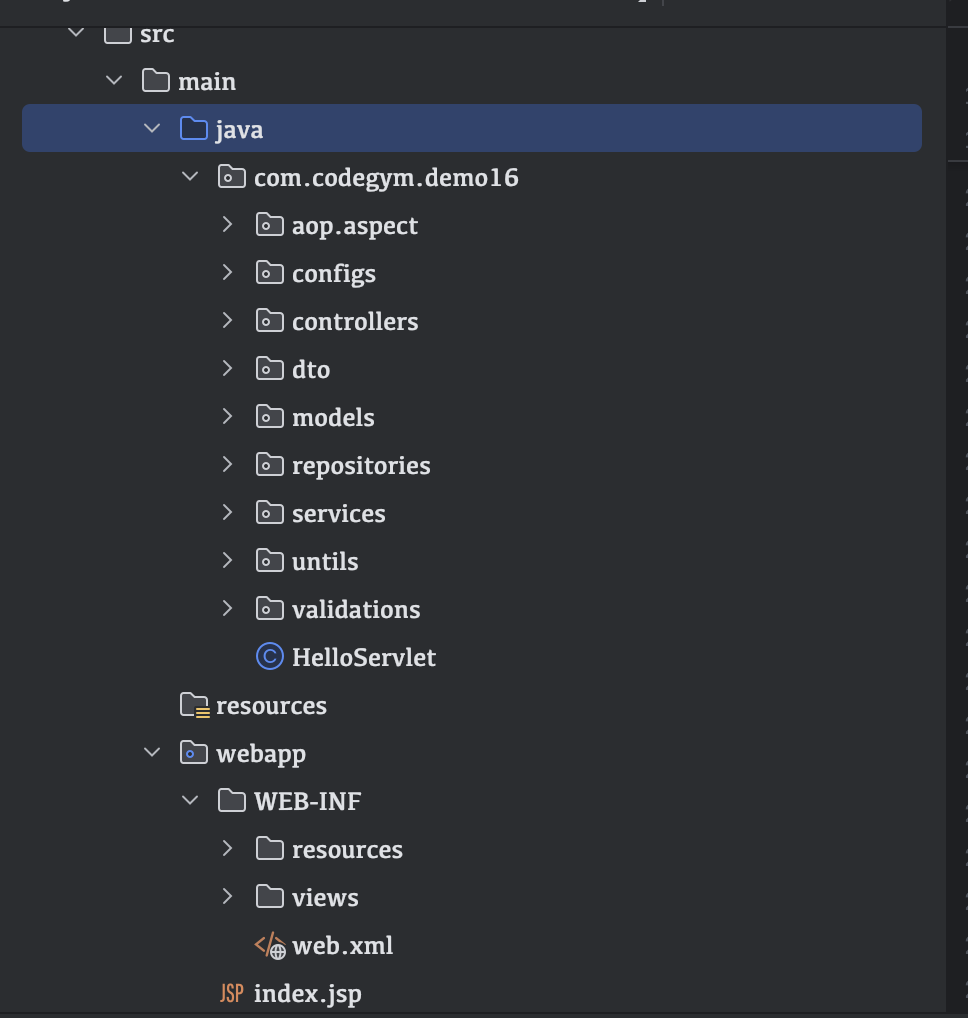 src
main
java
com.codegym.demo16
aop.aspect
configs
controllers
dto
models
repositories
services
untils
validations
HelloServlet
resources
webapp
WEB-INF
resources
views
web.xml
JSP index.jsp